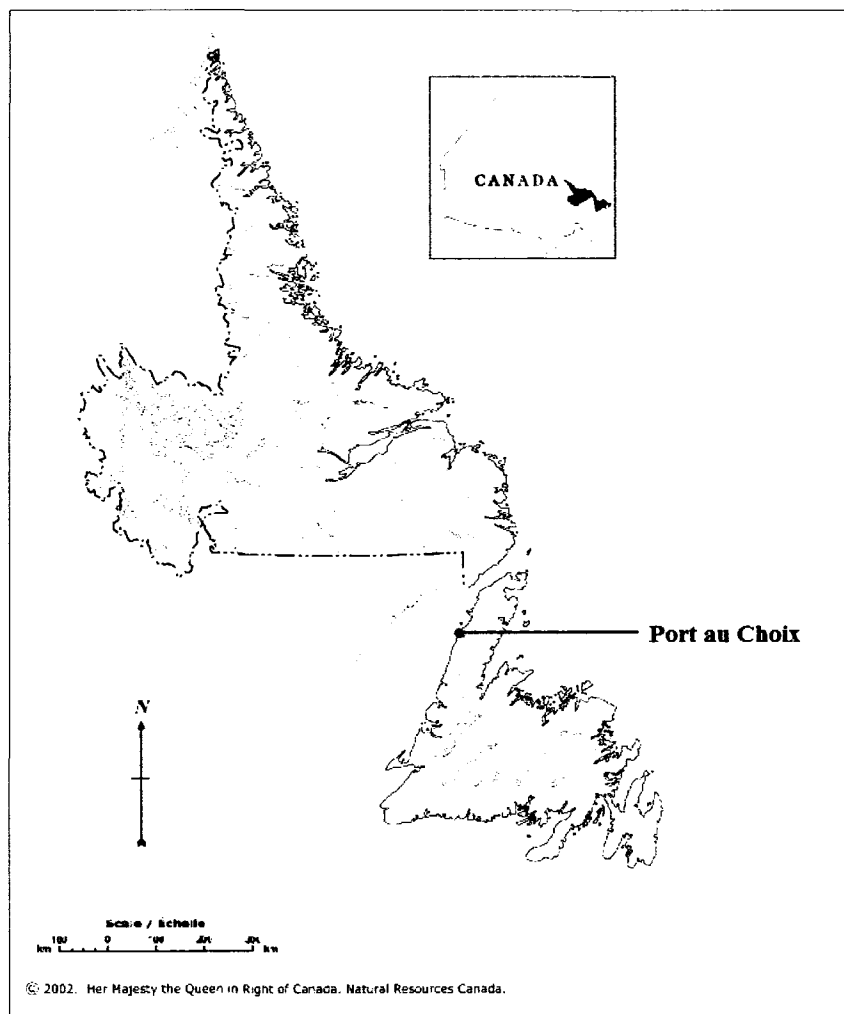 CANADA
Port au Choix
N
Scale / Échelle
km 100 0 100 200 300 km
© 2002. Her Majesty the Queen in Right of Canada. Natural Resources Canada.